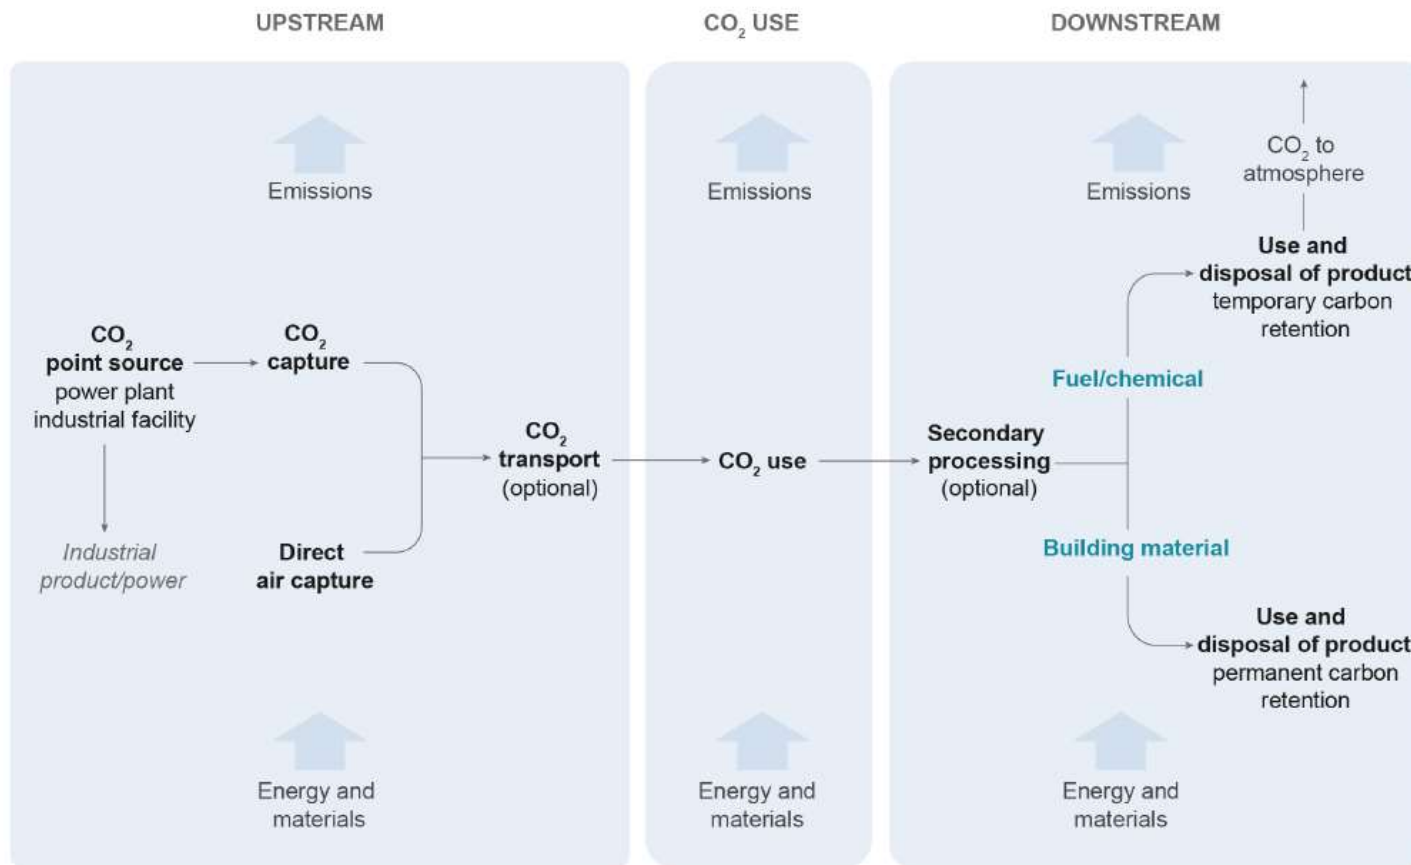 UPSTREAM
CO₂ USE
DOWNSTREAM
Emissions
CO₂
point source
power plant
industrial facility
CO₂
capture
Industrial
product/power
Direct
air capture
CO₂
transport
(optional)
Energy and
materials
Emissions
CO₂ use
Energy and
materials
Emissions
CO₂ to
atmosphere
Use and
disposal of product
temporary carbon
retention
Fuel/chemical
Secondary
processing
(optional)
Building material
Use and
disposal of product
permanent carbon
retention
Energy and
materials